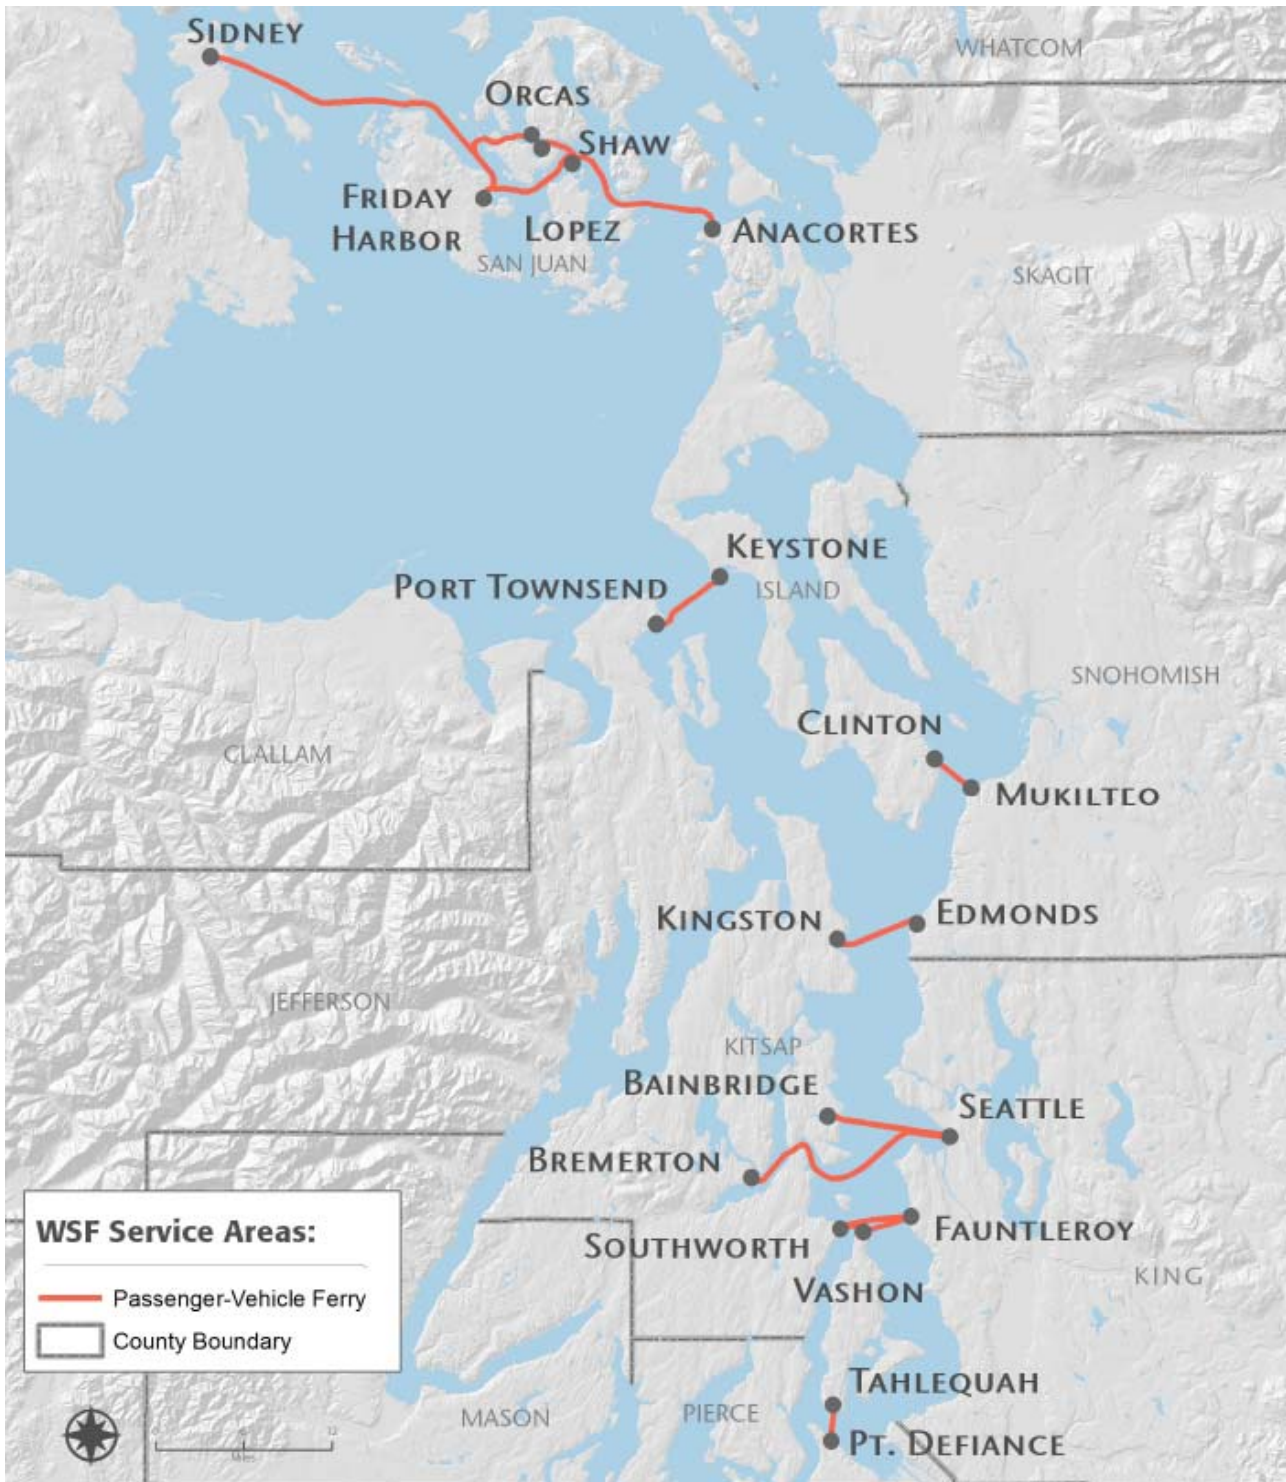 SIDNEY
WHATCOM
ORCAS
SHAW
FRIDAY
HARBOR
LOPEZ
ANACORTES
SAN JUAN
SKAGIT
KEYSTONE
PORT TOWNSEND
ISLAND
SNOHOMISH
CLINTON
CLALLAM
MUKILTEO
KINGSTON
EDMONDS
JEFFERSON
KITSAP
BAINBRIDGE
SEATTLE
BREMERTON
WSF Service Areas:
SOUTHWORTH
FAUNTLEROY
VASHON
KING
Passenger-Vehicle Ferry
County Boundary
TAHLEQUAH
MASON
PIERCE
PT. DEFIANCE